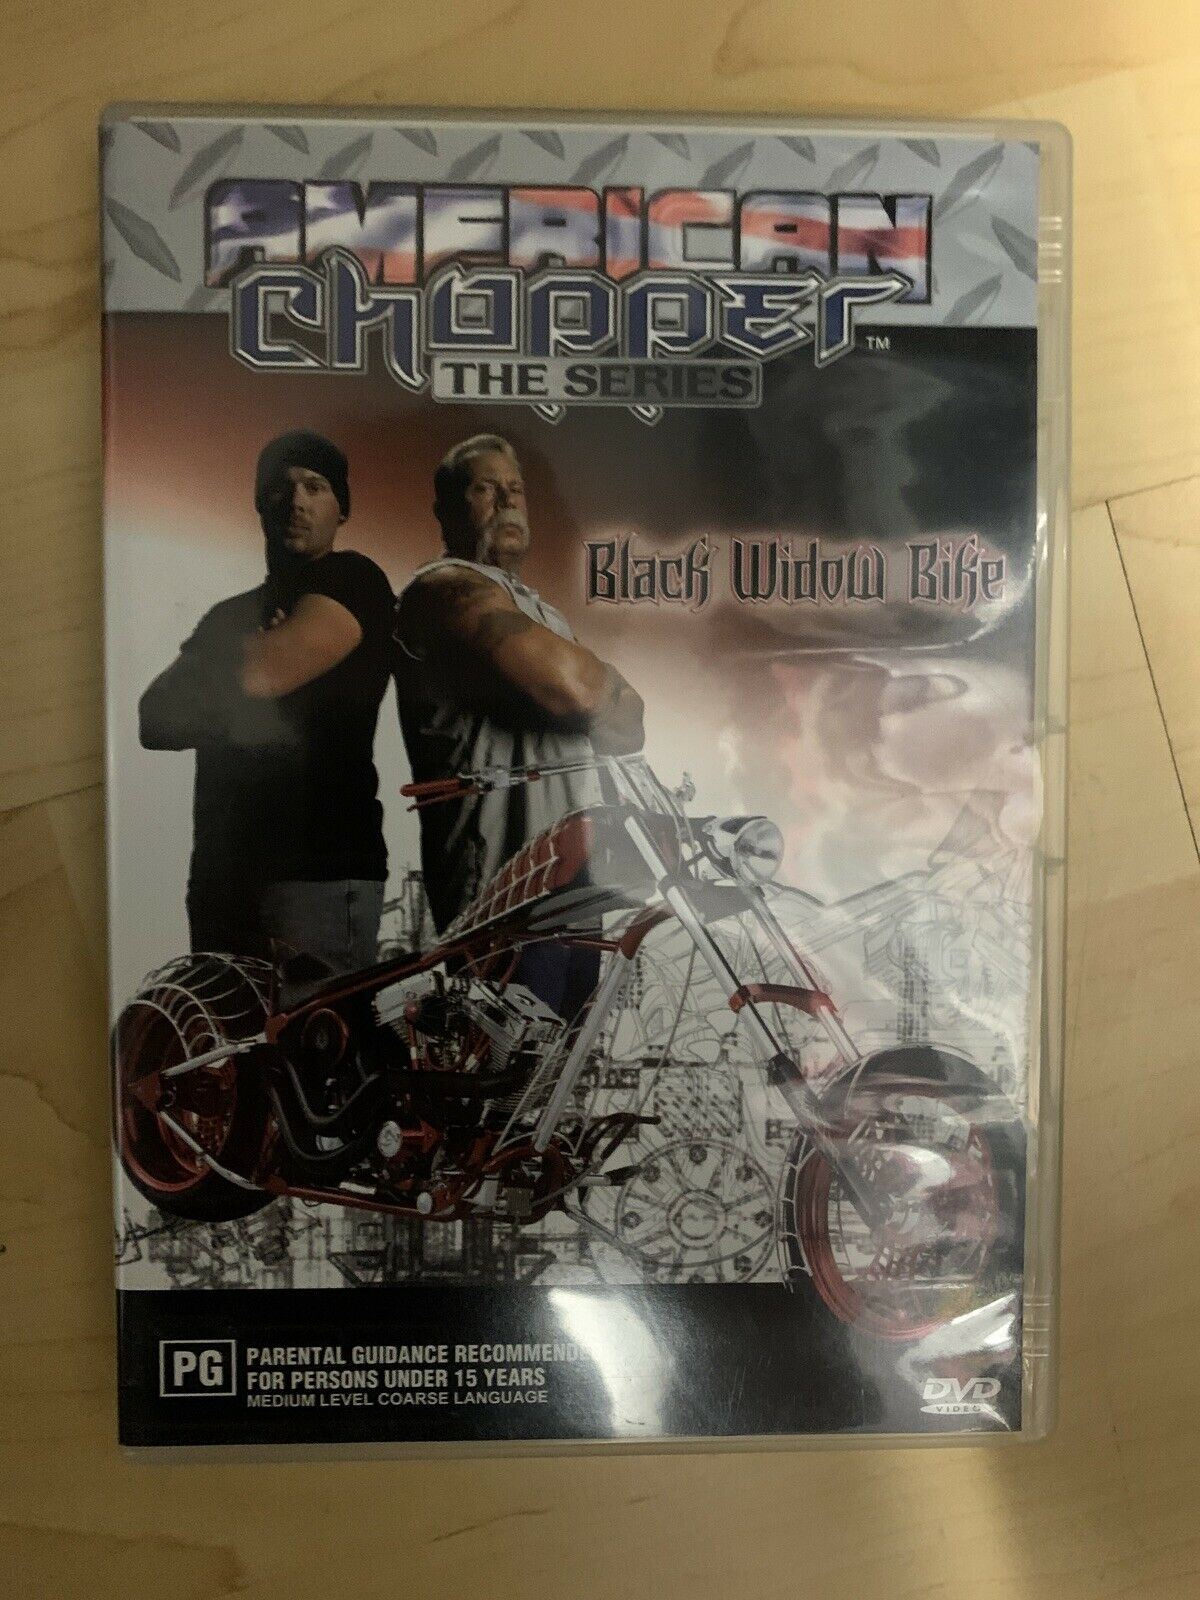 AMERICAN
Chopper TM
THE SERIES
Black Widow Bike
PG
PARENTAL GUIDANCE RECOMMENDE
FOR PERSONS UNDER 15 YEARS
MEDIUM LEVEL COARSE LANGUAGE
DVD
VIDEO